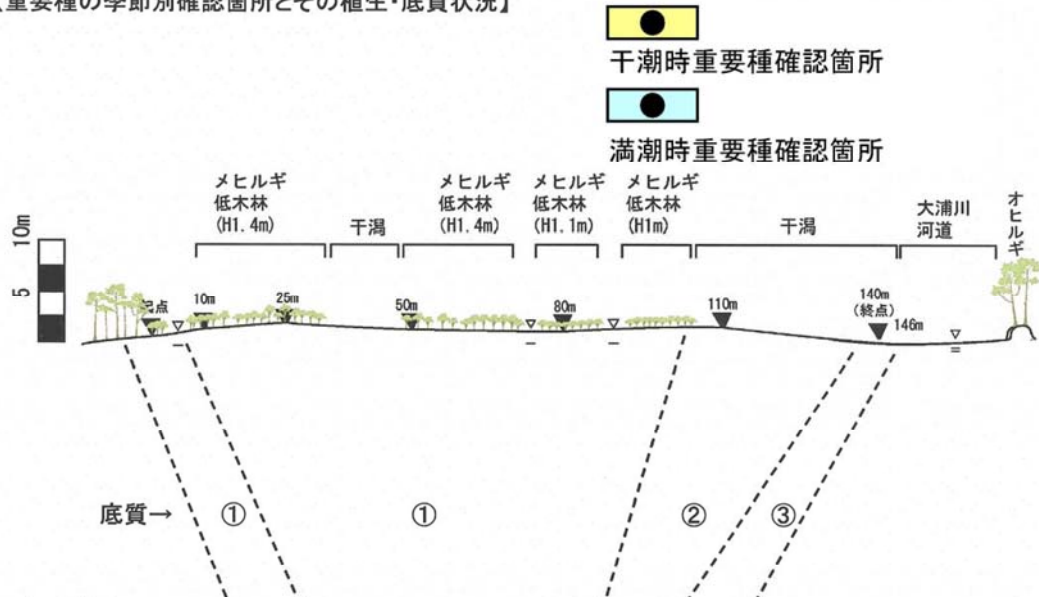 【重要種の季節別確認箇所とその植生・底質状況】
干潮時重要種確認箇所
満潮時重要種確認箇所
メヒルギ
低木林
(H1.4m)
干潟
メヒルギ
低木林
(H1.4m)
メヒルギ
低木林
(H1.1m)
メヒルギ
低木林
(H1m)
干潟
大浦川
河道
オヒルギ
10m
5
起点
10m
25m
50m
80m
110m
140m
(終点)
146m
底質→
①
①
②
③